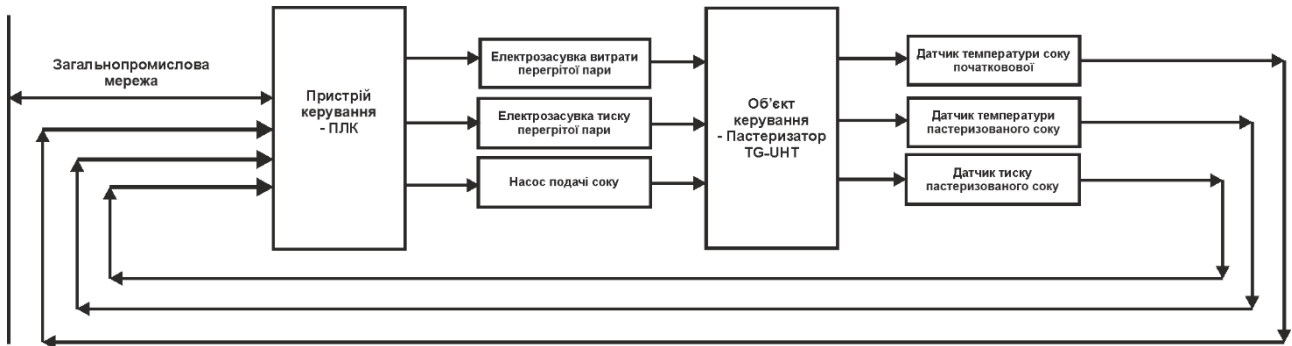 Загальнопромислова
мережа
Пристрій
керування
- ПЛК
Електрозасувка витрати
перегрітої пари
Електрозасувка тиску
перегрітої пари
Насос подачі соку
Об'єкт
керування
- Пастеризатор
TG-UHT
Датчик температури соку
початковової
Датчик температури
пастеризованого соку
Датчик тиску
пастеризованого соку